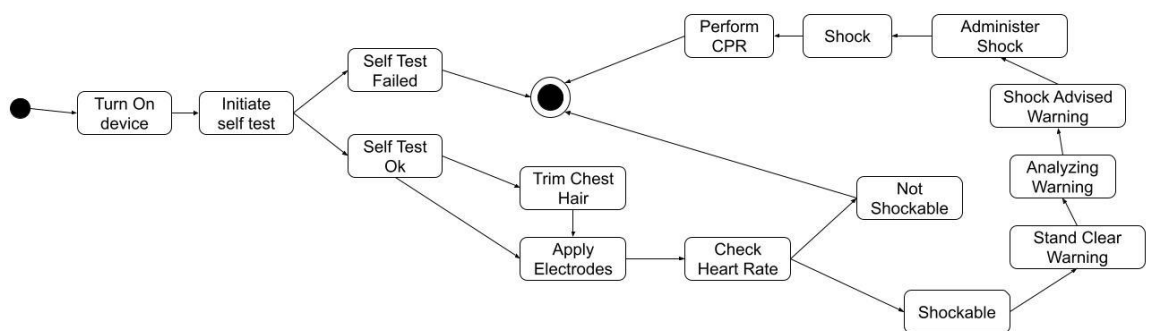 Turn On
device
Initiate
self test
Self Test
Failed
Self Test
Ok
Trim Chest
Hair
Apply
Electrodes
Check
Heart Rate
Not
Shockable
Shockable
Stand Clear
Warning
Analyzing
Warning
Shock Advised
Warning
Administer
Shock
Shock
Perform
CPR